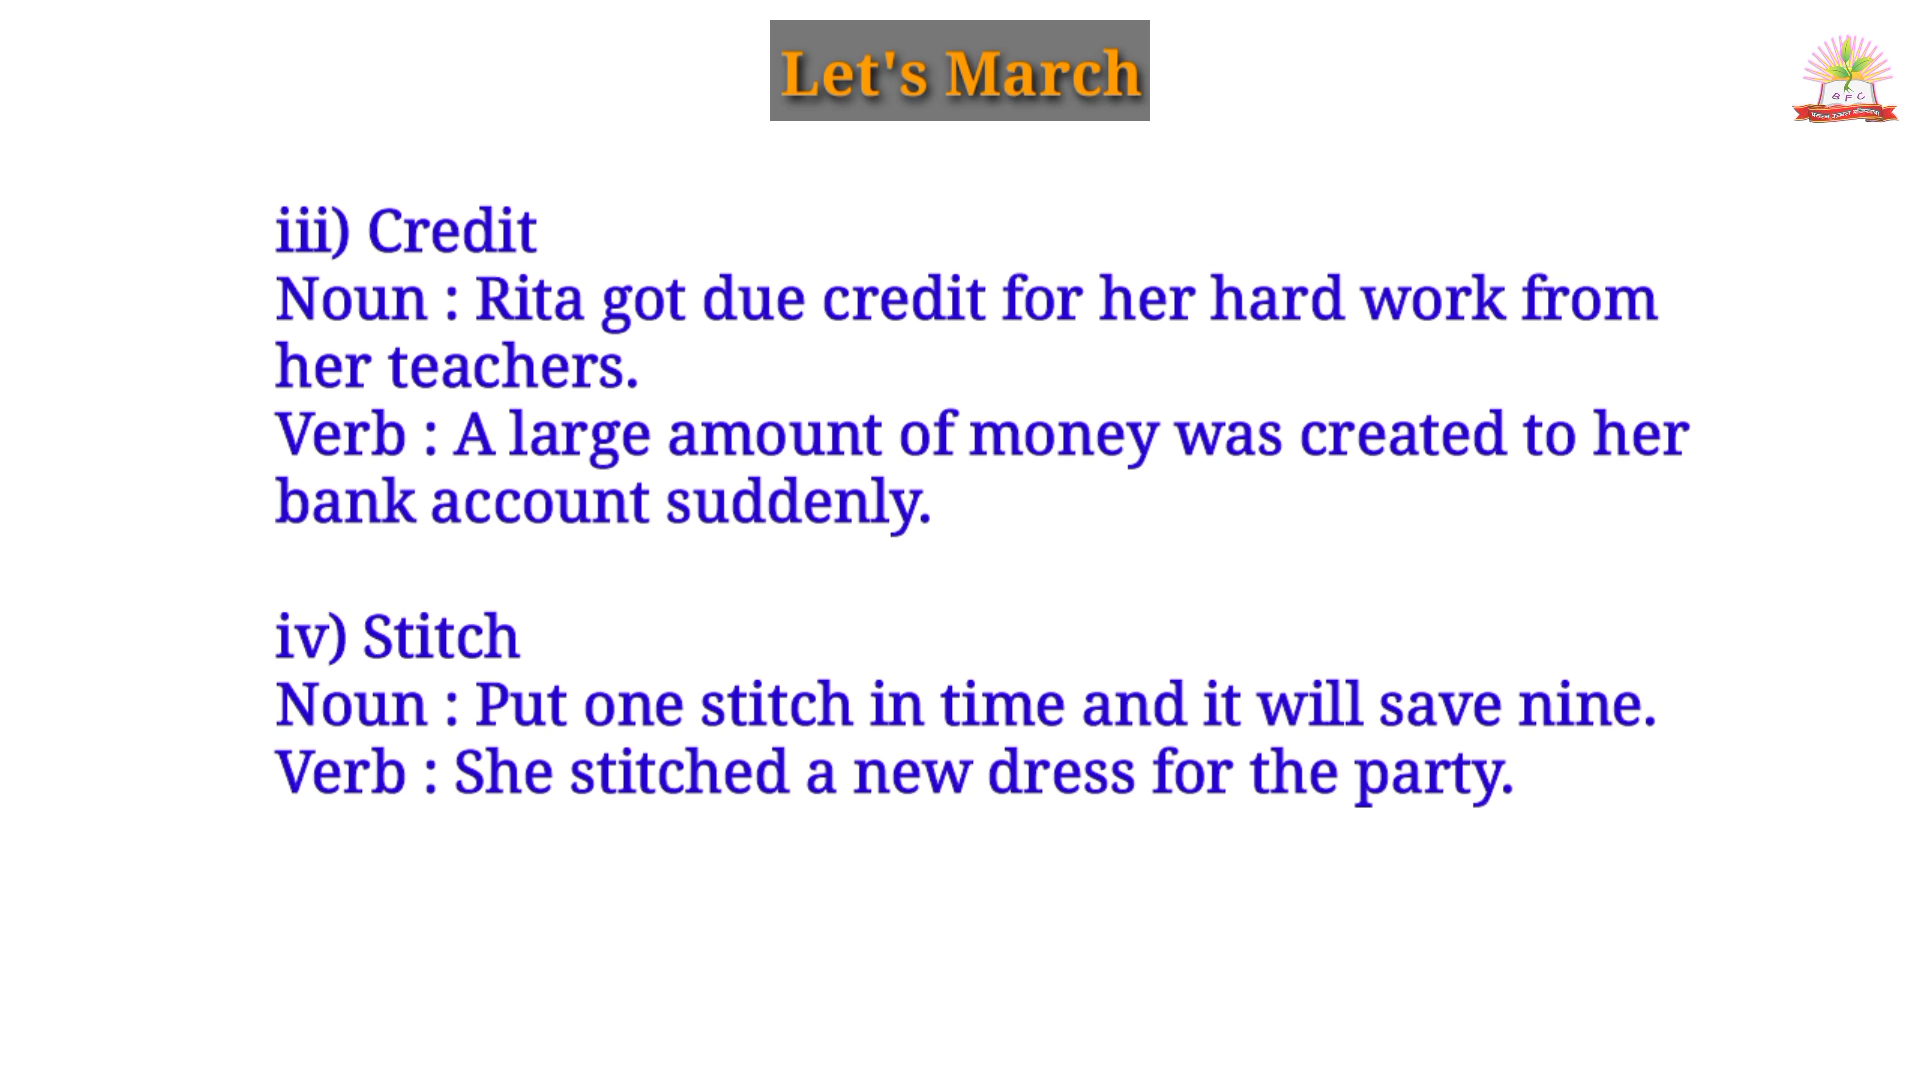 Let's March
B F C
iii) Credit
Noun : Rita got due credit for her hard work from
her teachers.
Verb : A large amount of money was created to her
bank account suddenly.
iv) Stitch
Noun : Put one stitch in time and it will save nine.
Verb : She stitched a new dress for the party.